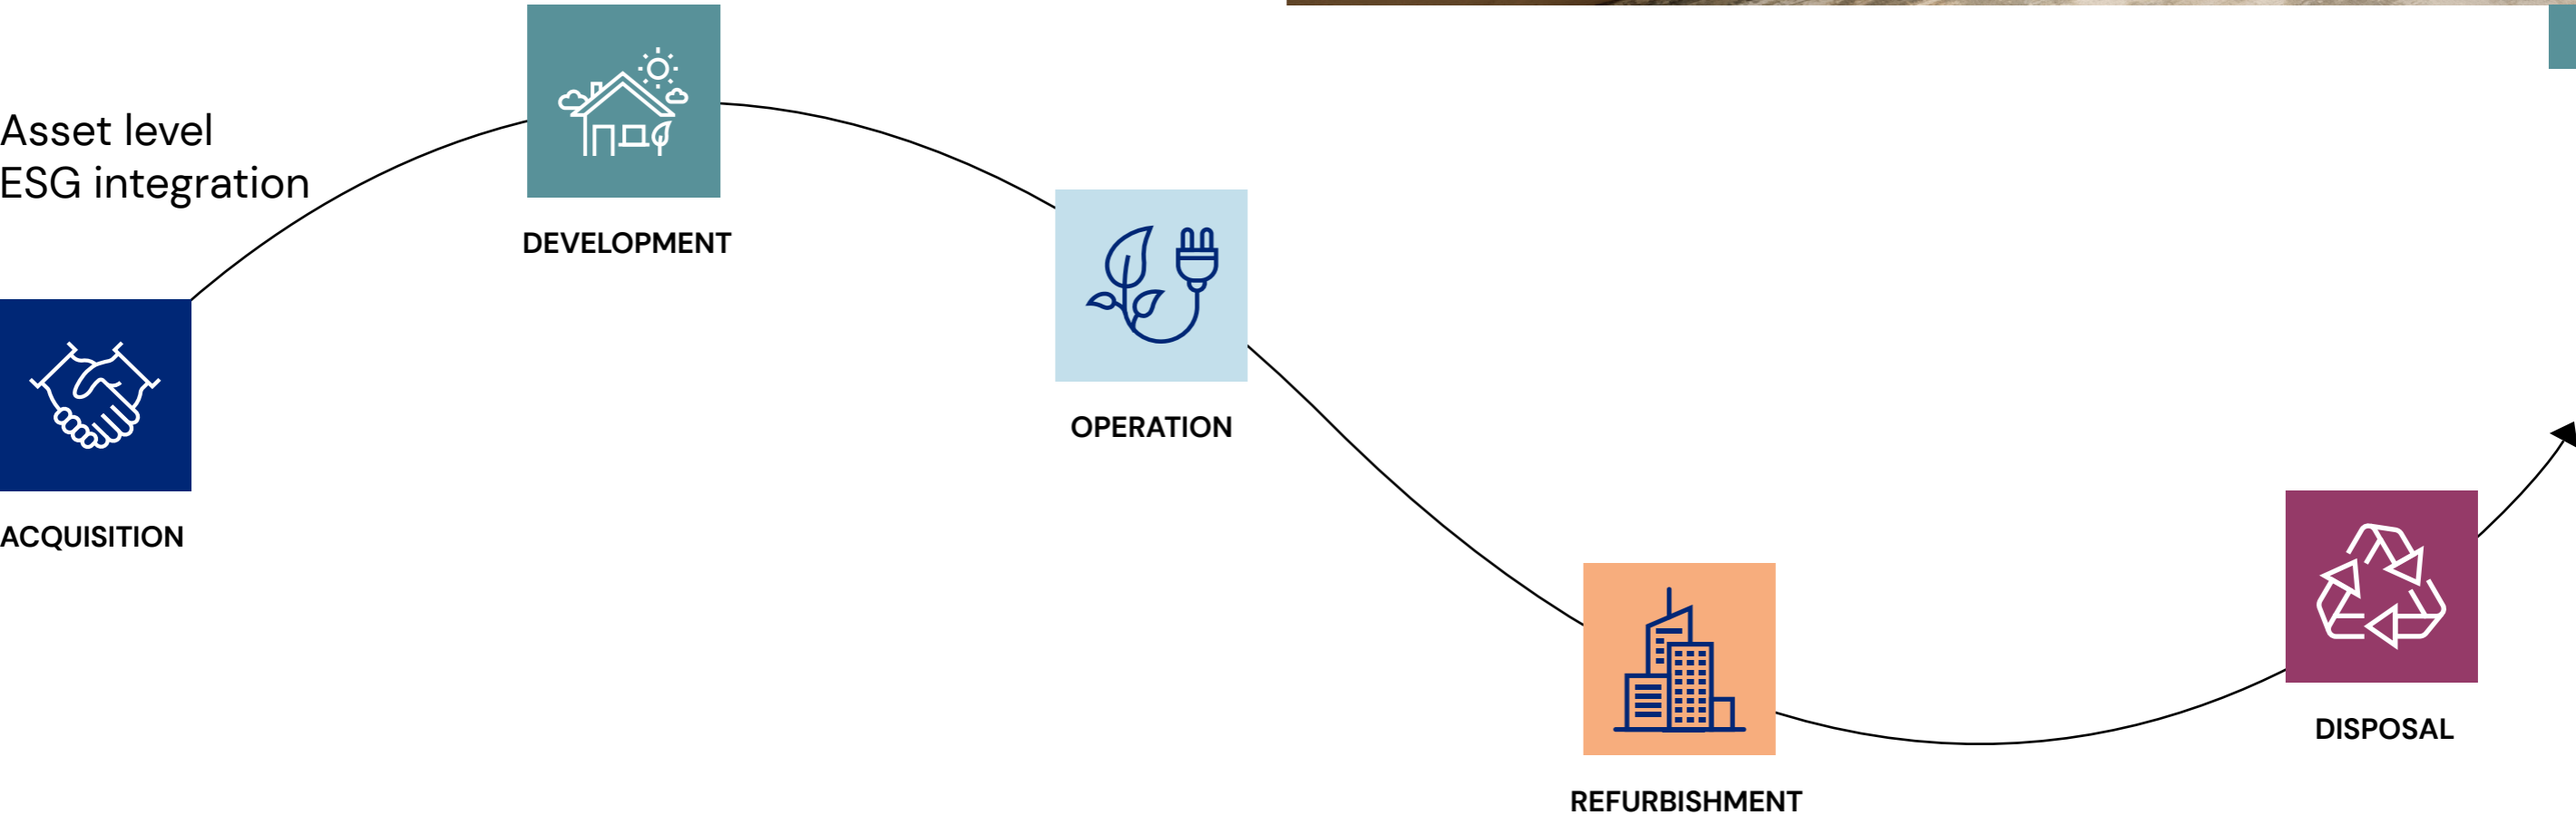 Asset level
ESG integration
DEVELOPMENT
OPERATION
ACQUISITION
REFURBISHMENT
DISPOSAL